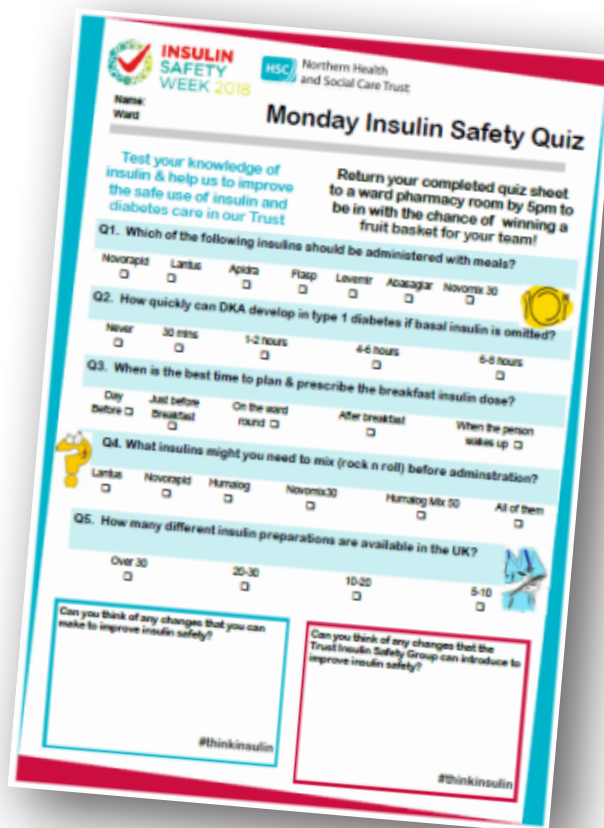 INSULIN
SAFETY
WEEK 2018
HSC Northern Health
and Social Care Trust
Name:
Ward
Monday Insulin Safety Quiz
Test your knowledge of
insulin & help us to improve
the safe use of insulin and
diabetes care in our Trust
Return your completed quiz sheet
to a ward pharmacy room by 5pm to
be in with the chance of winning a
fruit basket for your team!
Q1. Which of the following insulins should be administered with meals?
Novorapid Lantus Apidra Fiasp Levemir Abasaglar Novomix 30
Q2. How quickly can DKA develop in type 1 diabetes if basal insulin is omitted?
Never 30 mins 1-2 hours 4-6 hours 6-8 hours
Q3. When is the best time to plan & prescribe the breakfast insulin dose?
Day Just before On the ward After breakfast When the person
Before Breakfast round wakes up
Q4. What insulins might you need to mix (rock n roll) before adminstration?
Lantus Novorapid Humalog Novomix30 Humalog Mix 50 All of them
Q5. How many different insulin preparations are available in the UK?
Over 30 20-30 10-20 5-10
Can you think of any changes that you can
make to improve insulin safety?
#thinkinsulin
Can you think of any changes that the
Trust Insulin Safety Group can introduce to
improve insulin safety?
#thinkinsulin